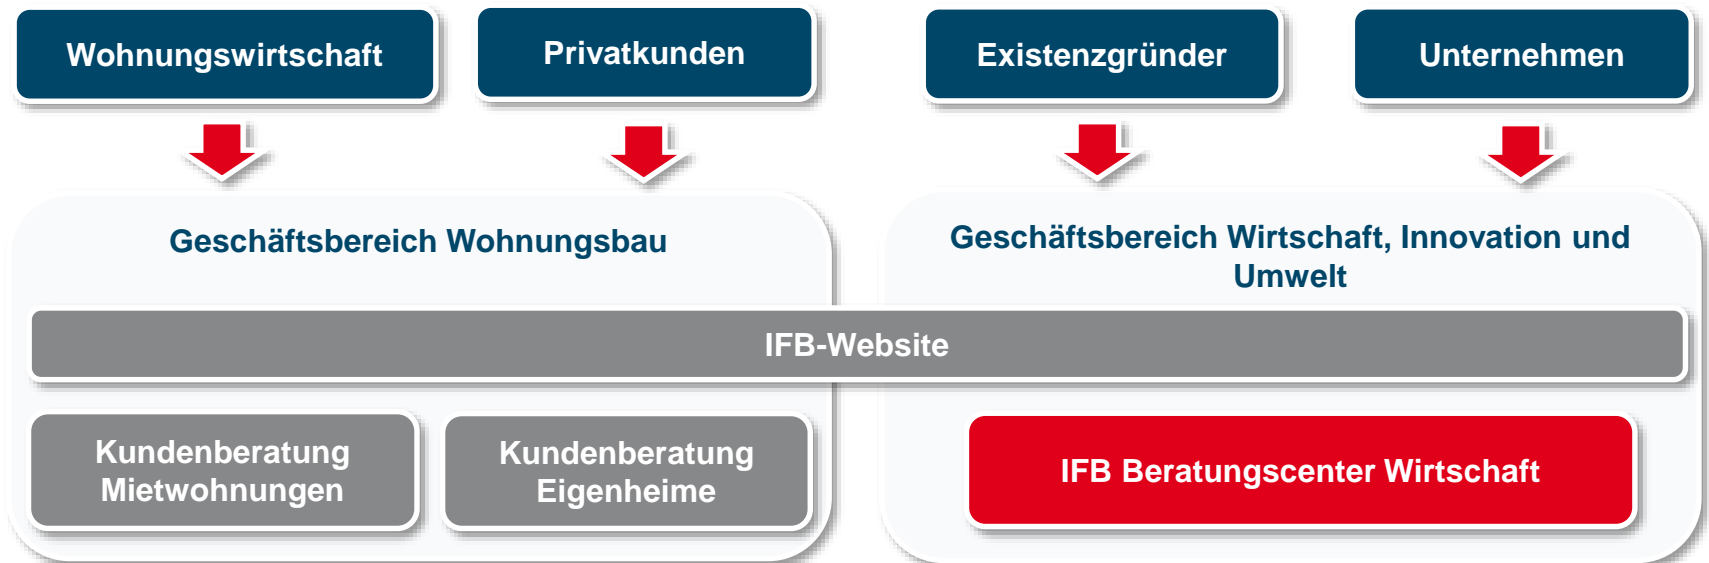 Wohnungswirtschaft
Privatkunden
Existenzgründer
Unternehmen
Geschäftsbereich Wohnungsbau
Geschäftsbereich Wirtschaft, Innovation und
Umwelt
IFB-Website
Kundenberatung
Mietwohnungen
Kundenberatung
Eigenheime
IFB Beratungscenter Wirtschaft